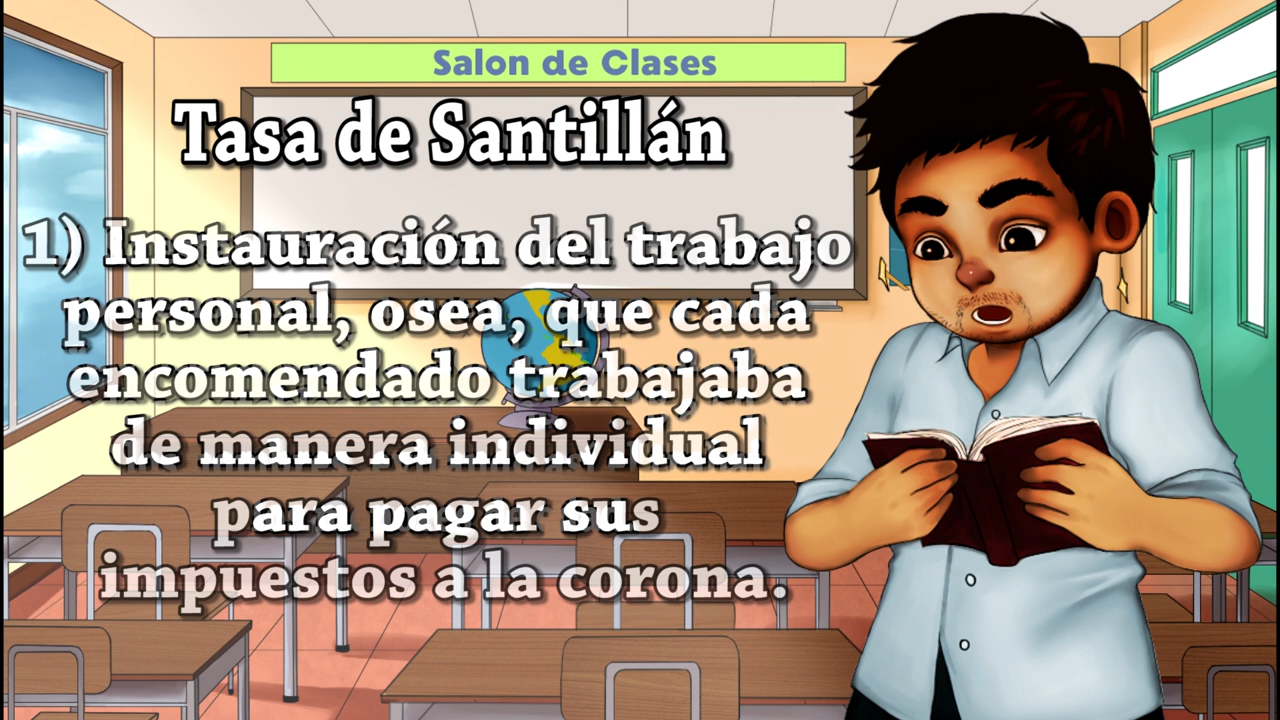 Salon de Clases
Tasa de Santillán
1) Instauración del trabajo
personal, osea, que cada
encomendado trabajaba
de manera individual
para pagar sus
impuestos a la corona.